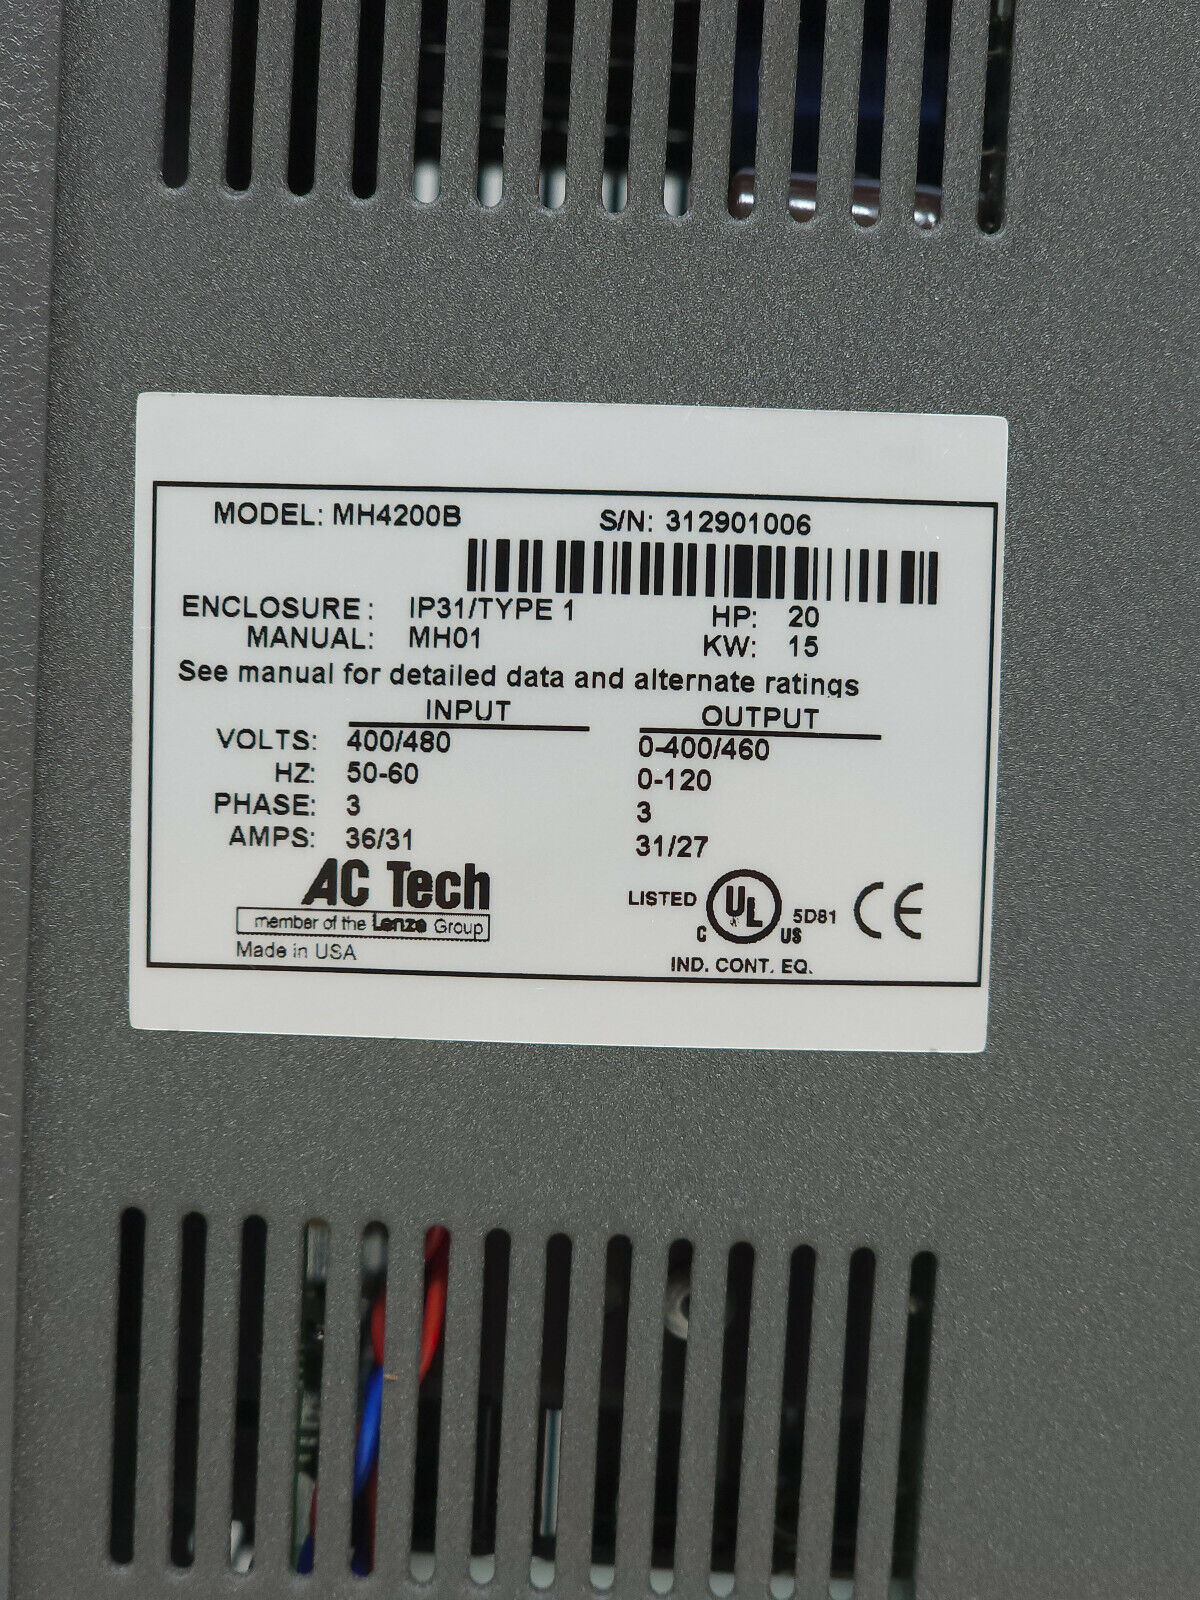 MODEL: MH4200B S/N: 312901006
ENCLOSURE: IP31/TYPE 1 HP: 20
MANUAL: MH01 KW: 15
See manual for detailed data and alternate ratings
INPUT OUTPUT
VOLTS: 400/480 0-400/460
HZ: 50-60 0-120
PHASE: 3 3
AMPS: 36/31 31/27
AC Tech
member of the Lenze Group
Made in USA
LISTED UL 5D81 CE
C US
IND. CONT. EQ.